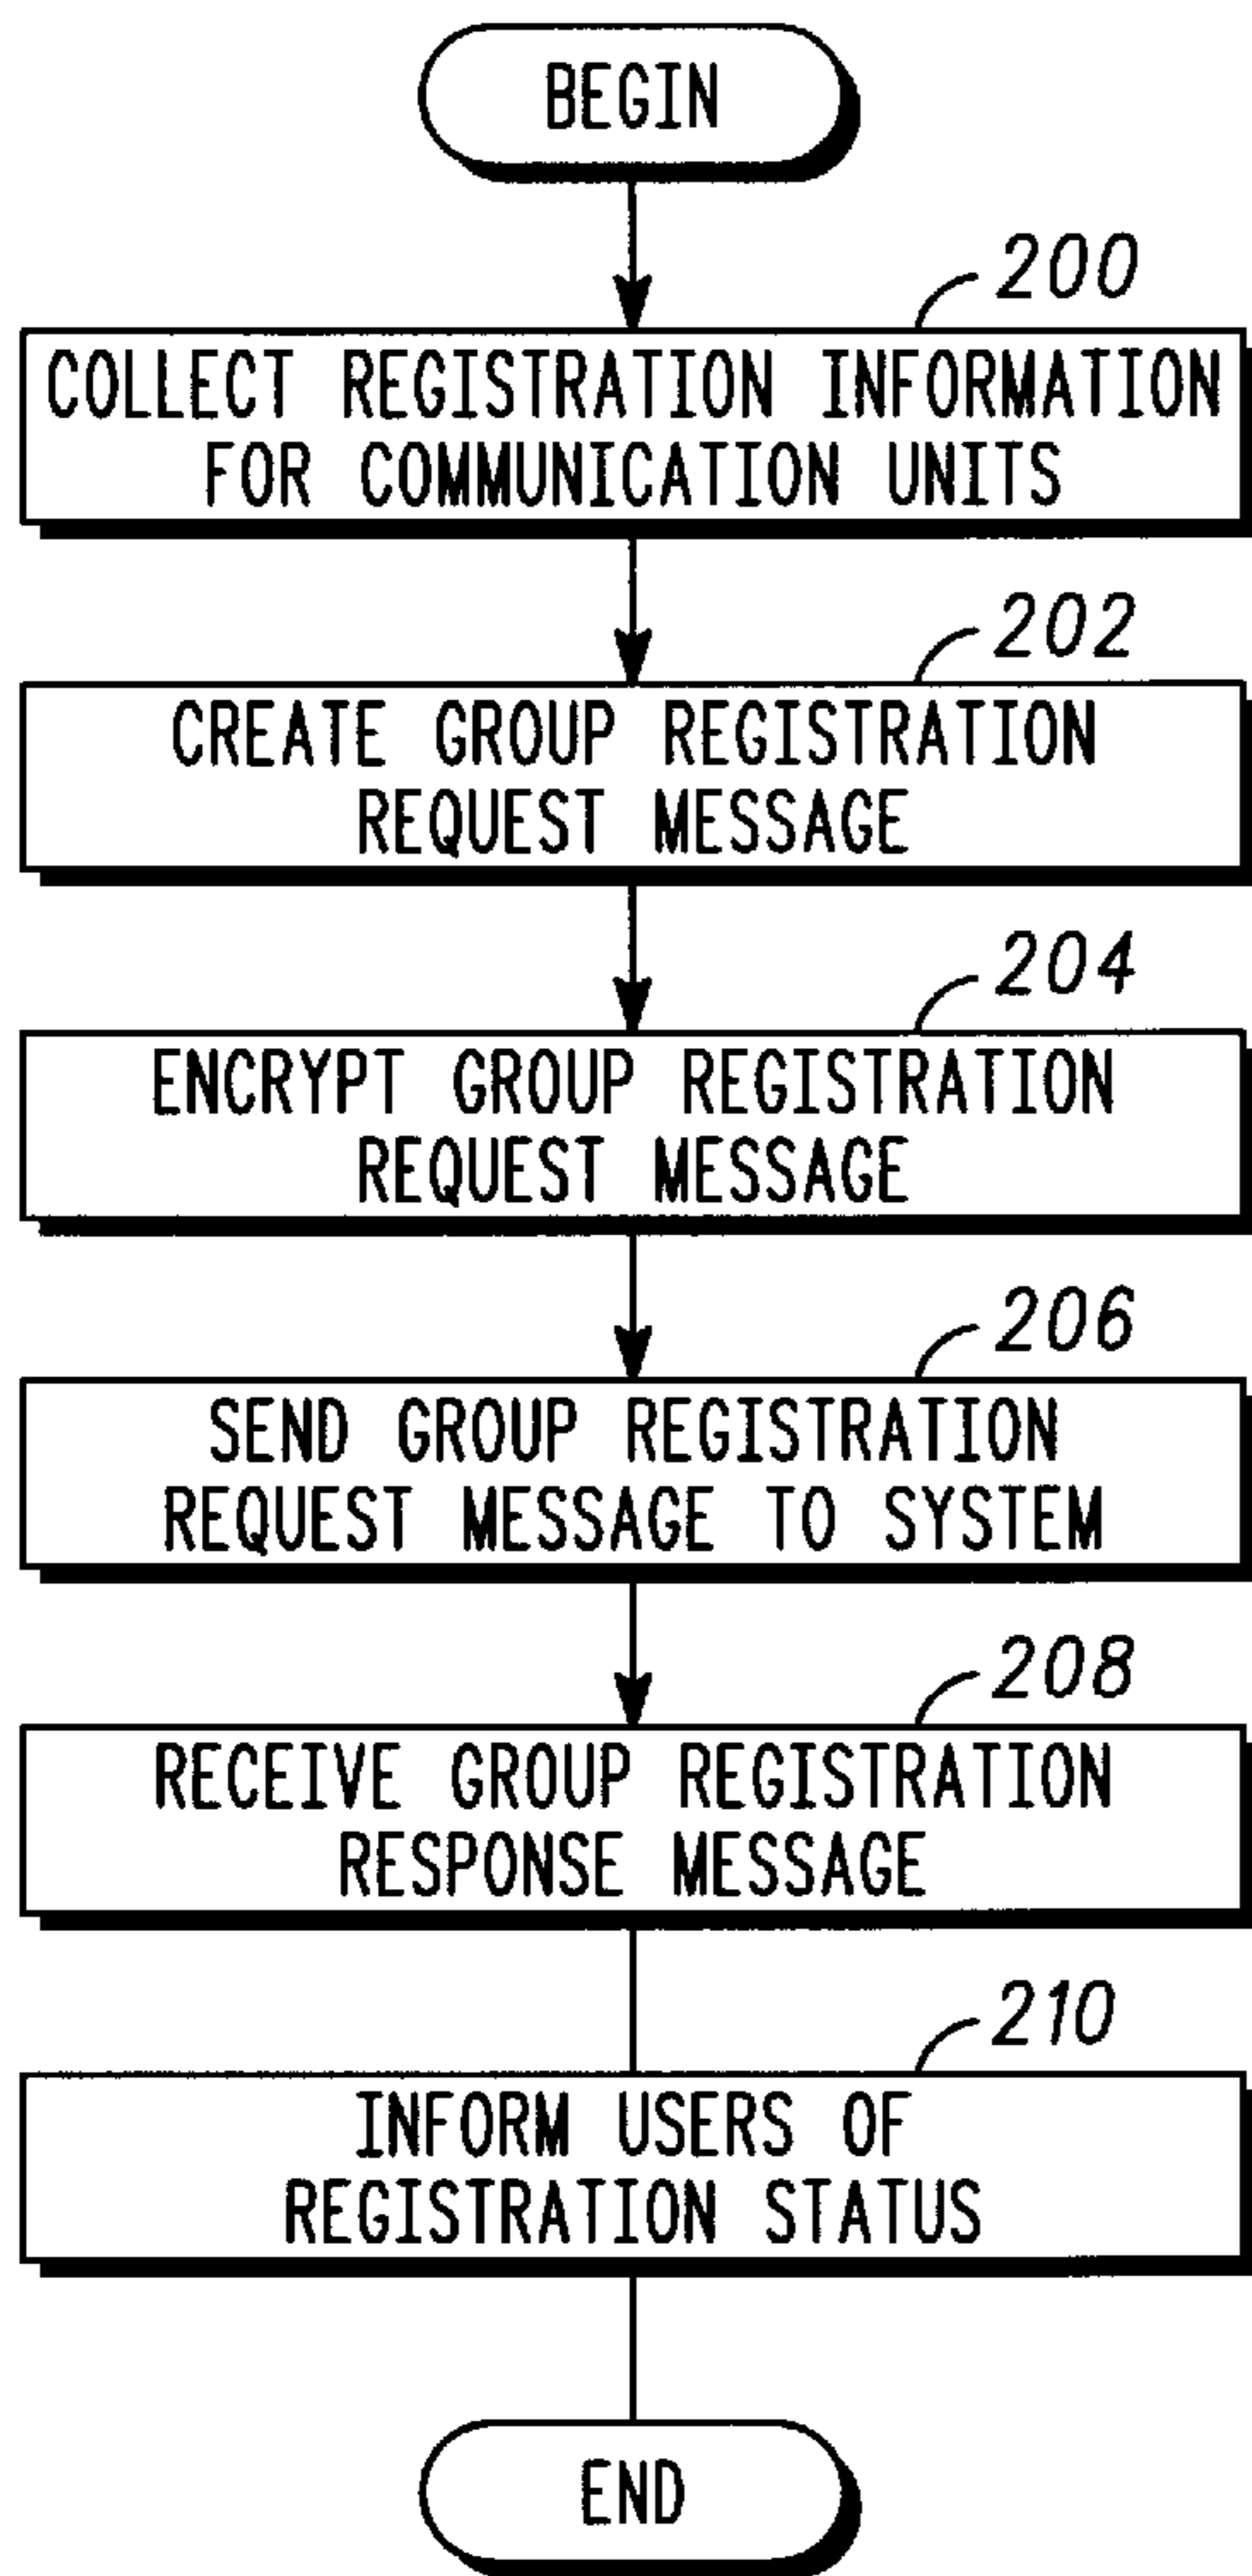 BEGIN
200
COLLECT REGISTRATION INFORMATION
FOR COMMUNICATION UNITS
202
CREATE GROUP REGISTRATION
REQUEST MESSAGE
204
ENCRYPT GROUP REGISTRATION
REQUEST MESSAGE
206
SEND GROUP REGISTRATION
REQUEST MESSAGE TO SYSTEM
208
RECEIVE GROUP REGISTRATION
RESPONSE MESSAGE
210
INFORM USERS OF
REGISTRATION STATUS
END